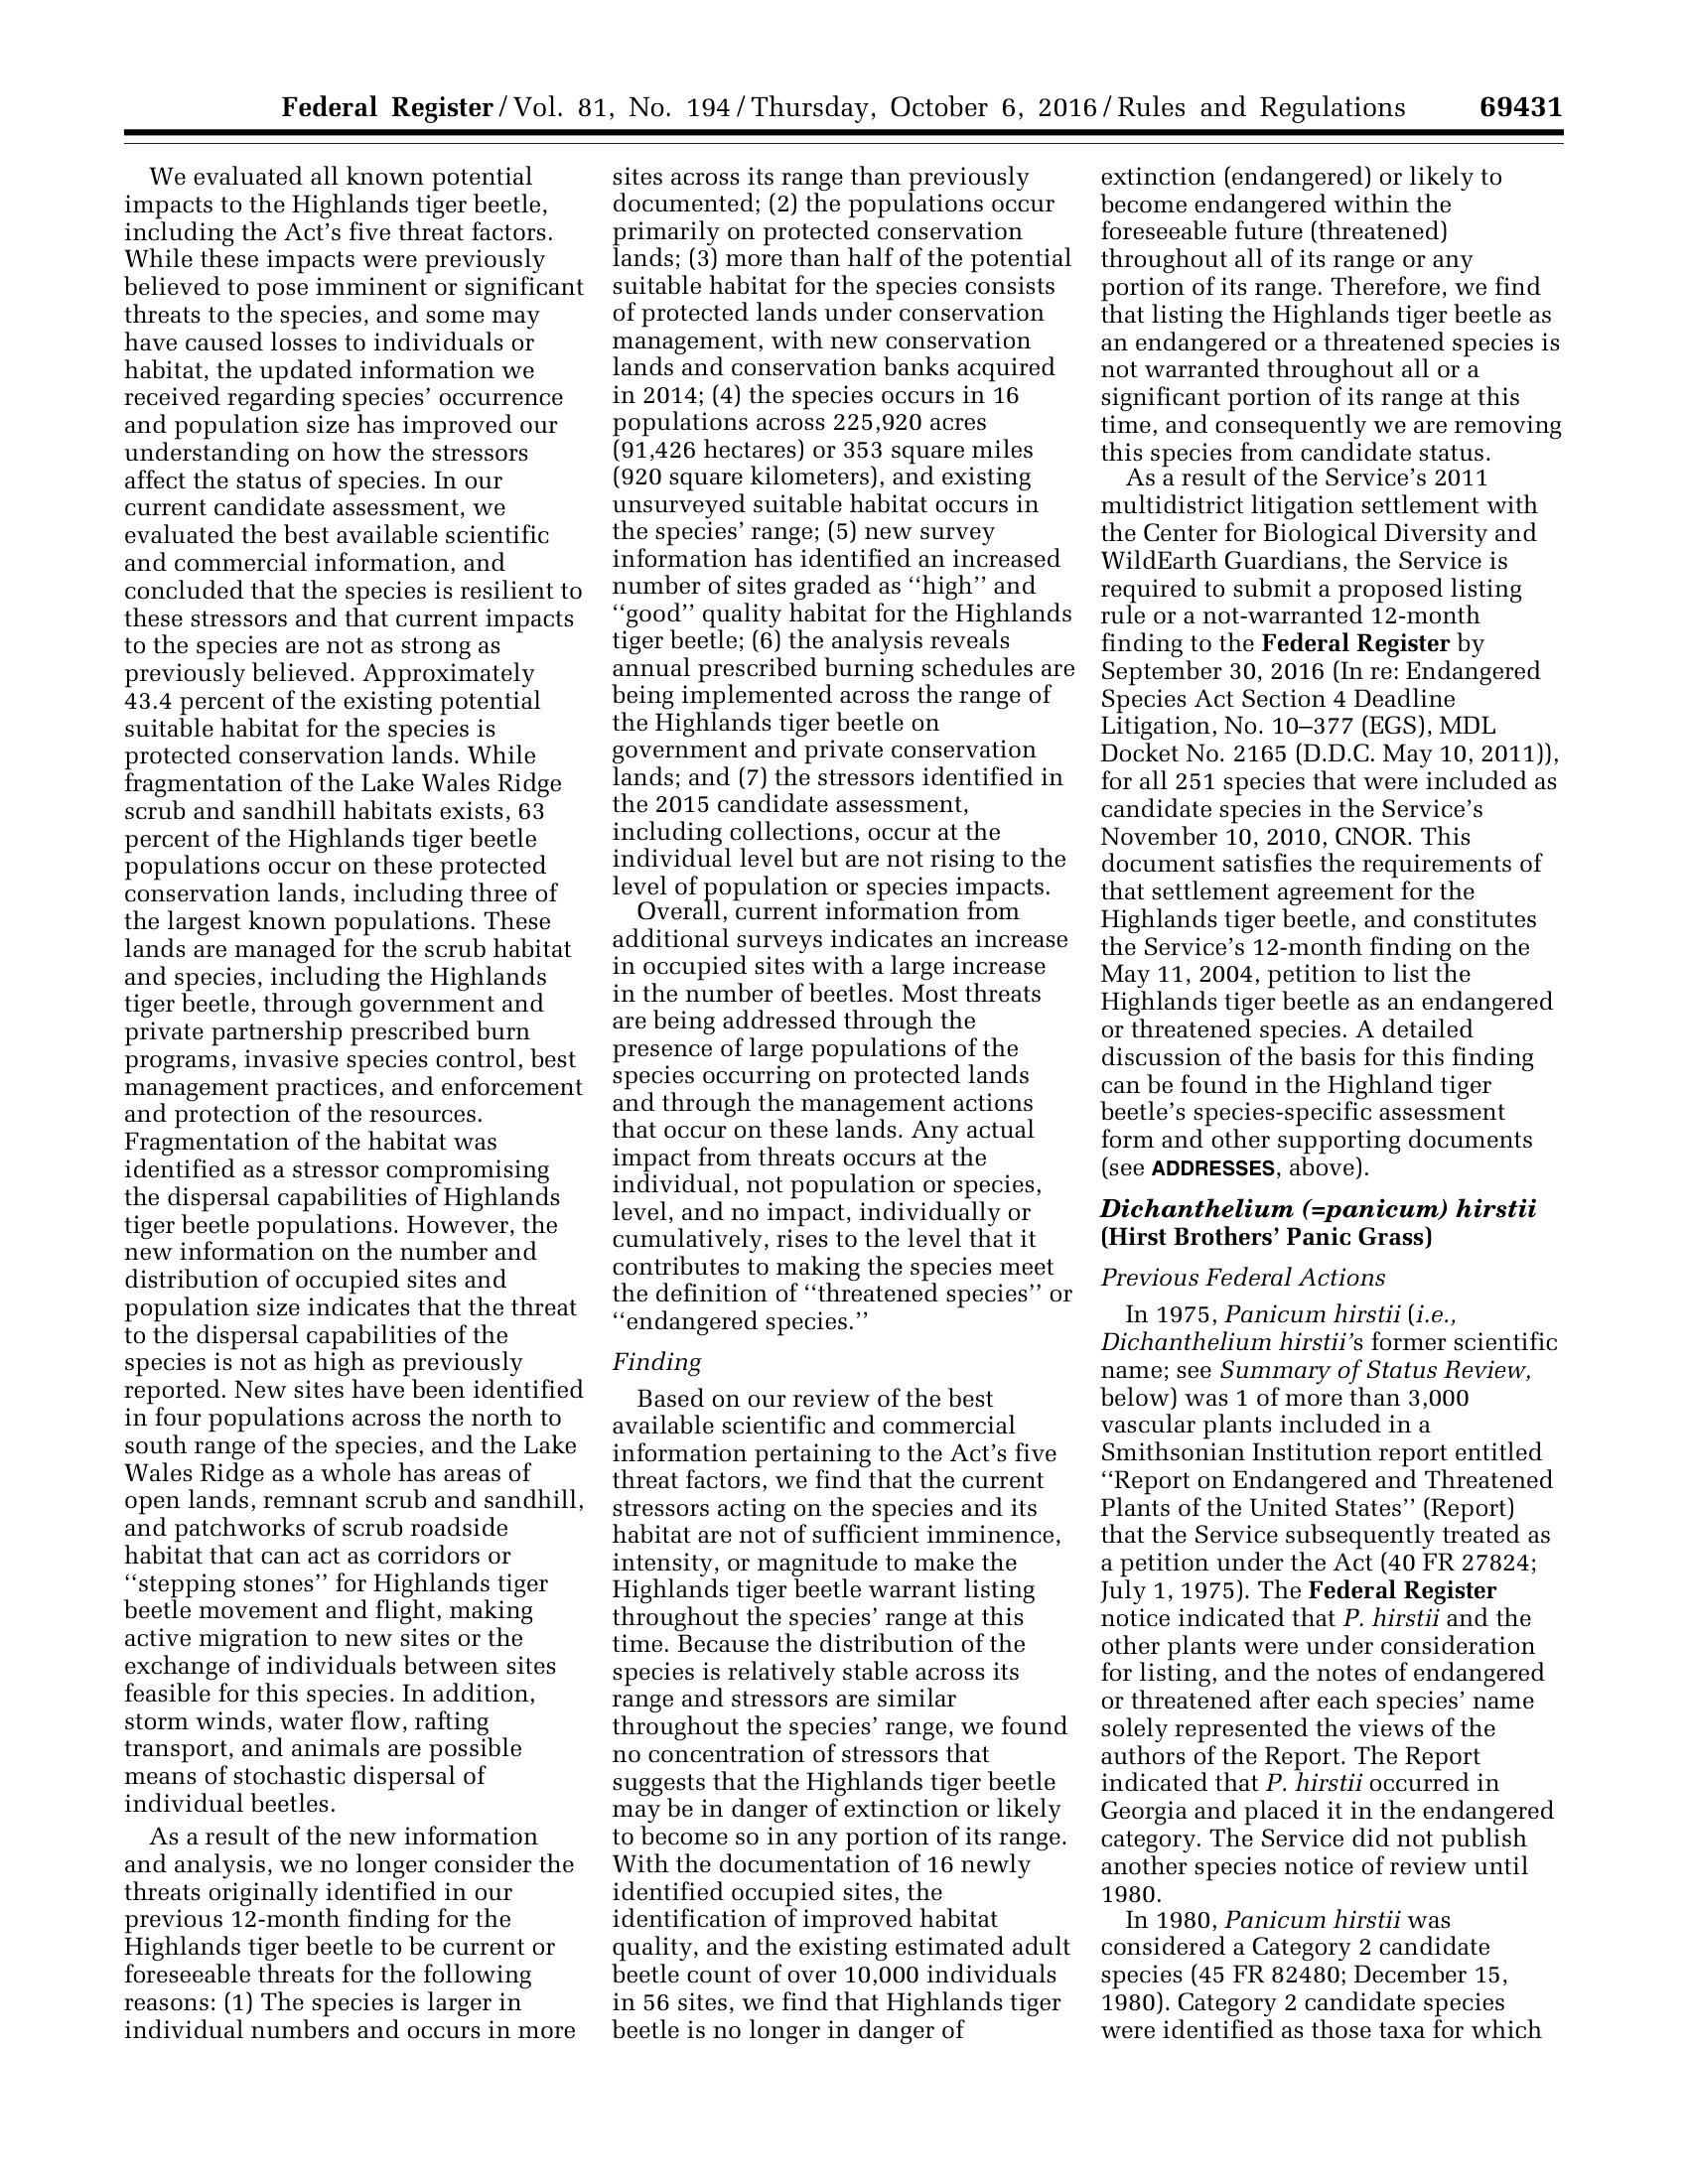 Federal Register / Vol. 81, No. 194 / Thursday, October 6, 2016 / Rules and Regulations 69431
We evaluated all known potential
impacts to the Highlands tiger beetle,
including the Act’s five threat factors.
While these impacts were previously
believed to pose imminent or significant
threats to the species, and some may
have caused losses to individuals or
habitat, the updated information we
received regarding species’ occurrence
and population size has improved our
understanding on how the stressors
affect the status of species. In our
current candidate assessment, we
evaluated the best available scientific
and commercial information, and
concluded that the species is resilient to
these stressors and that current impacts
to the species are not as strong as
previously believed. Approximately
43.4 percent of the existing potential
suitable habitat for the species is
protected conservation lands. While
fragmentation of the Lake Wales Ridge
scrub and sandhill habitats exists, 63
percent of the Highlands tiger beetle
populations occur on these protected
conservation lands, including three of
the largest known populations. These
lands are managed for the scrub habitat
and species, including the Highlands
tiger beetle, through government and
private partnership prescribed burn
programs, invasive species control, best
management practices, and enforcement
and protection of the resources.
Fragmentation of the habitat was
identified as a stressor compromising
the dispersal capabilities of Highlands
tiger beetle populations. However, the
new information on the number and
distribution of occupied sites and
population size indicates that the threat
to the dispersal capabilities of the
species is not as high as previously
reported. New sites have been identified
in four populations across the north to
south range of the species, and the Lake
Wales Ridge as a whole has areas of
open lands, remnant scrub and sandhill,
and patchworks of scrub roadside
habitat that can act as corridors or
‘‘stepping stones’’ for Highlands tiger
beetle movement and flight, making
active migration to new sites or the
exchange of individuals between sites
feasible for this species. In addition,
storm winds, water flow, rafting
transport, and animals are possible
means of stochastic dispersal of
individual beetles.
As a result of the new information
and analysis, we no longer consider the
threats originally identified in our
previous 12-month finding for the
Highlands tiger beetle to be current or
foreseeable threats for the following
reasons: (1) The species is larger in
individual numbers and occurs in more
sites across its range than previously
documented; (2) the populations occur
primarily on protected conservation
lands; (3) more than half of the potential
suitable habitat for the species consists
of protected lands under conservation
management, with new conservation
lands and conservation banks acquired
in 2014; (4) the species occurs in 16
populations across 225,920 acres
(91,426 hectares) or 353 square miles
(920 square kilometers), and existing
unsurveyed suitable habitat occurs in
the species’ range; (5) new survey
information has identified an increased
number of sites graded as ‘‘high’’ and
‘‘good’’ quality habitat for the Highlands
tiger beetle; (6) the analysis reveals
annual prescribed burning schedules are
being implemented across the range of
the Highlands tiger beetle on
government and private conservation
lands; and (7) the stressors identified in
the 2015 candidate assessment,
including collections, occur at the
individual level but are not rising to the
level of population or species impacts.
Overall, current information from
additional surveys indicates an increase
in occupied sites with a large increase
in the number of beetles. Most threats
are being addressed through the
presence of large populations of the
species occurring on protected lands
and through the management actions
that occur on these lands. Any actual
impact from threats occurs at the
individual, not population or species,
level, and no impact, individually or
cumulatively, rises to the level that it
contributes to making the species meet
the definition of ‘‘threatened species’’ or
‘‘endangered species.’’
Finding
Based on our review of the best
available scientific and commercial
information pertaining to the Act’s five
threat factors, we find that the current
stressors acting on the species and its
habitat are not of sufficient imminence,
intensity, or magnitude to make the
Highlands tiger beetle warrant listing
throughout the species’ range at this
time. Because the distribution of the
species is relatively stable across its
range and stressors are similar
throughout the species’ range, we found
no concentration of stressors that
suggests that the Highlands tiger beetle
may be in danger of extinction or likely
to become so in any portion of its range.
With the documentation of 16 newly
identified occupied sites, the
identification of improved habitat
quality, and the existing estimated adult
beetle count of over 10,000 individuals
in 56 sites, we find that Highlands tiger
beetle is no longer in danger of
extinction (endangered) or likely to
become endangered within the
foreseeable future (threatened)
throughout all of its range or any
portion of its range. Therefore, we find
that listing the Highlands tiger beetle as
an endangered or a threatened species is
not warranted throughout all or a
significant portion of its range at this
time, and consequently we are removing
this species from candidate status.
As a result of the Service’s 2011
multidistrict litigation settlement with
the Center for Biological Diversity and
WildEarth Guardians, the Service is
required to submit a proposed listing
rule or a not-warranted 12-month
finding to the Federal Register by
September 30, 2016 (In re: Endangered
Species Act Section 4 Deadline
Litigation, No. 10–377 (EGS), MDL
Docket No. 2165 (D.D.C. May 10, 2011)),
for all 251 species that were included as
candidate species in the Service’s
November 10, 2010, CNOR. This
document satisfies the requirements of
that settlement agreement for the
Highlands tiger beetle, and constitutes
the Service’s 12-month finding on the
May 11, 2004, petition to list the
Highlands tiger beetle as an endangered
or threatened species. A detailed
discussion of the basis for this finding
can be found in the Highland tiger
beetle’s species-specific assessment
form and other supporting documents
(see ADDRESSES, above).
Dichanthelium (=panicum) hirstii
(Hirst Brothers’ Panic Grass)
Previous Federal Actions
In 1975, Panicum hirstii (i.e.,
Dichanthelium hirstii’s former scientific
name; see Summary of Status Review,
below) was 1 of more than 3,000
vascular plants included in a
Smithsonian Institution report entitled
‘‘Report on Endangered and Threatened
Plants of the United States’’ (Report)
that the Service subsequently treated as
a petition under the Act (40 FR 27824;
July 1, 1975). The Federal Register
notice indicated that P. hirstii and the
other plants were under consideration
for listing, and the notes of endangered
or threatened after each species’ name
solely represented the views of the
authors of the Report. The Report
indicated that P. hirstii occurred in
Georgia and placed it in the endangered
category. The Service did not publish
another species notice of review until
1980.
In 1980, Panicum hirstii was
considered a Category 2 candidate
species (45 FR 82480; December 15,
1980). Category 2 candidate species
were identified as those taxa for which